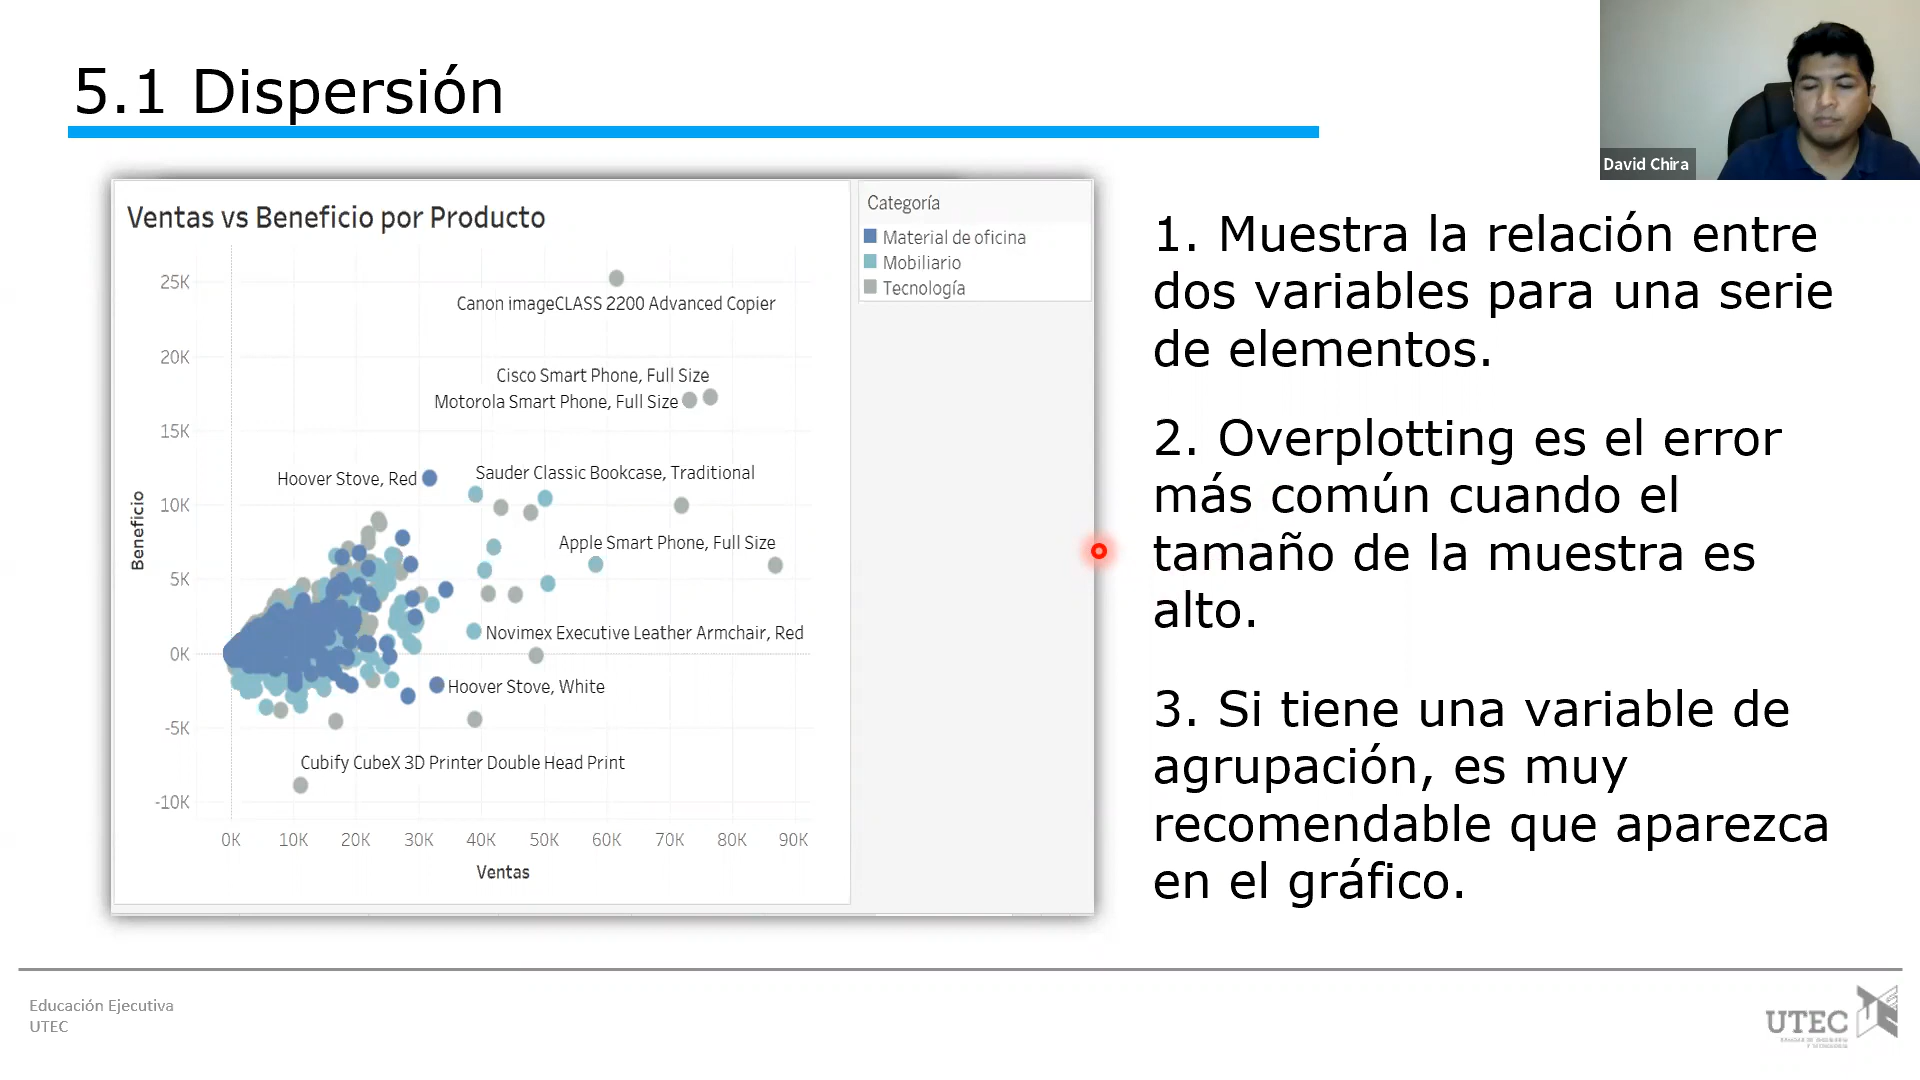 5.1 Dispersión
David Chira
Ventas vs Beneficio por Producto
Categoría
Material de oficina
Mobiliario
Tecnología
25K
20K
15K
10K
5K
0K
-5K
-10K
Beneficio
Canon imageCLASS 2200 Advanced Copier
Cisco Smart Phone, Full Size
Motorola Smart Phone, Full Size
Hoover Stove, Red
Sauder Classic Bookcase, Traditional
Apple Smart Phone, Full Size
Novimex Executive Leather Armchair, Red
Hoover Stove, White
Cubify CubeX 3D Printer Double Head Print
0K 10K 20K 30K 40K 50K 60K 70K 80K 90K
Ventas
1. Muestra la relación entre
dos variables para una serie
de elementos.
2. Overplotting es el error
más común cuando el
tamaño de la muestra es
alto.
3. Si tiene una variable de
agrupación, es muy
recomendable que aparezca
en el gráfico.
Educación Ejecutiva
UTEC
UTEC